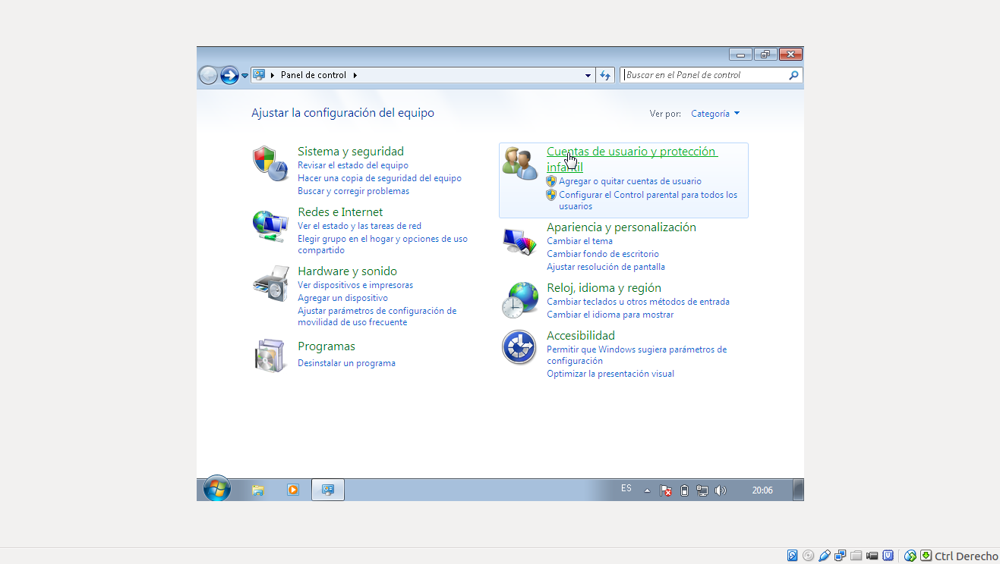 Panel de control
Buscar en el Panel de control
Ajustar la configuración del equipo
Ver por: Categoría
Sistema y seguridad
Revisar el estado del equipo
Hacer una copia de seguridad del equipo
Buscar y corregir problemas
Redes e Internet
Ver el estado y las tareas de red
Elegir grupo en el hogar y opciones de uso
compartido
Hardware y sonido
Ver dispositivos e impresoras
Agregar un dispositivo
Ajustar parámetros de configuración de
movilidad de uso frecuente
Programas
Desinstalar un programa
Cuentas de usuario y protección
infantil
Agregar o quitar cuentas de usuario
Configurar el Control parental para todos los
usuarios
Apariencia y personalización
Cambiar el tema
Cambiar fondo de escritorio
Ajustar resolución de pantalla
Reloj, idioma y región
Cambiar teclados u otros métodos de entrada
Cambiar el idioma para mostrar
Accesibilidad
Permitir que Windows sugiera parámetros de
configuración
Optimizar la presentación visual
ES
20:06
Ctrl Derecho